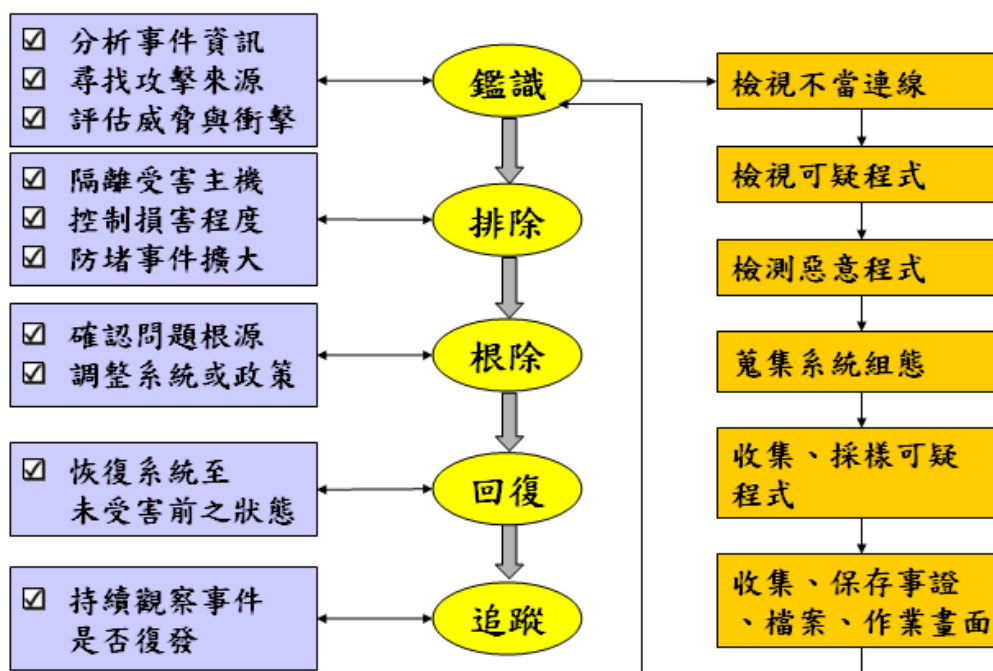 分析事件資訊
尋找攻擊來源
評估威脅與衝擊
鑑識
檢視不當連線
隔離受害主機
控制損害程度
防堵事件擴大
排除
檢視可疑程式
檢測惡意程式
確認問題根源
調整系統或政策
根除
蒐集系統組態
恢復系統至
未受害前之狀態
回復
收集、採樣可疑
程式
持續觀察事件
是否復發
追蹤
收集、保存事證
、檔案、作業畫面